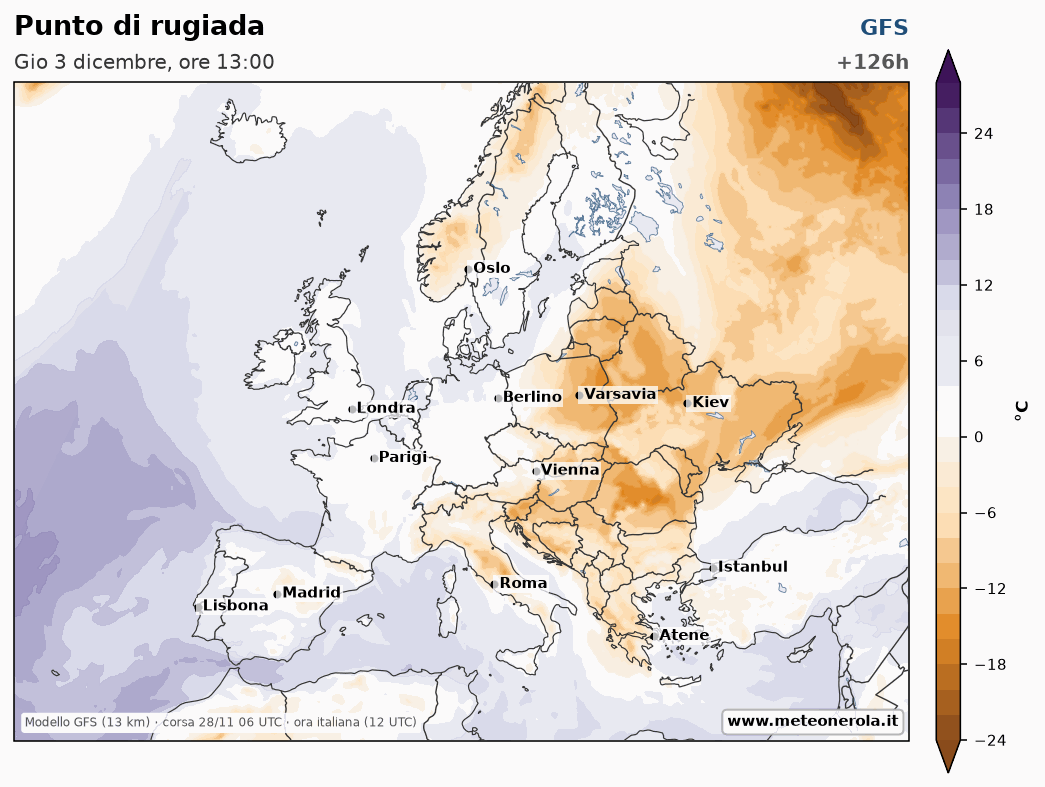 Punto di rugiada
GFS
Gio 3 dicembre, ore 13:00
+126h
24
18
12
6
0
−6
−12
−18
−24
°C
Oslo
Berlino
Varsavia
Kiev
Londra
Parigi
Vienna
Istanbul
Roma
Madrid
Lisbona
Atene
Modello GFS (13 km) · corsa 28/11 06 UTC · ora italiana (12 UTC)
www.meteonerola.it